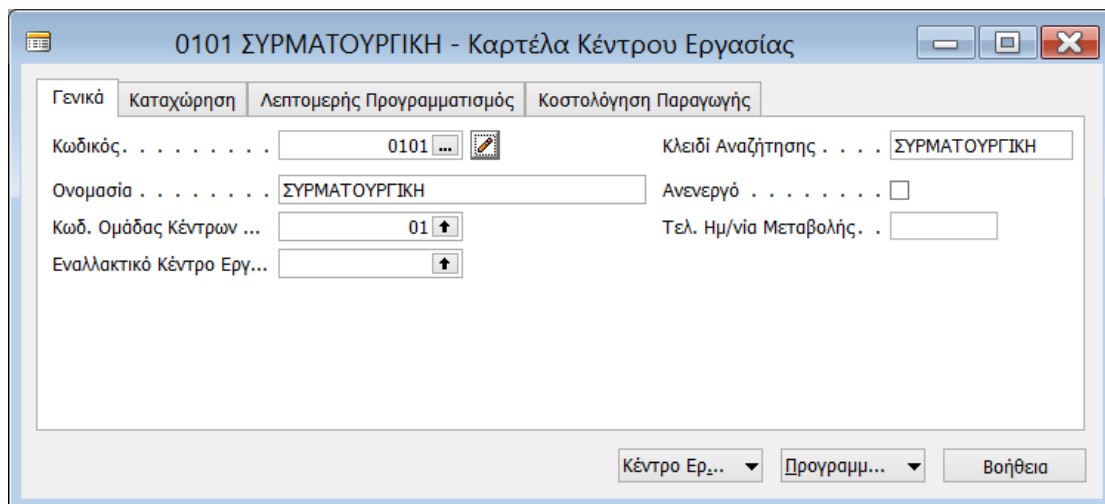 0101 ΣΥΡΜΑΤΟΥΡΓΙΚΗ - Καρτέλα Κέντρου Εργασίας
Γενικά Καταχώρηση Λεπτομερής Προγραμματισμός Κοστολόγηση Παραγωγής
Κωδικός. . . . . . . . . 0101 ... Κλειδί Αναζήτησης . . . . ΣΥΡΜΑΤΟΥΡΓΙΚΗ
Ονομασία . . . . . . . . ΣΥΡΜΑΤΟΥΡΓΙΚΗ Ανενεργό . . . . . . . .
Κωδ. Ομάδας Κέντρων ... 01 Τελ. Ημ/νία Μεταβολής. .
Εναλλακτικό Κέντρο Εργ...
Κέντρο Ερ... Προγραμμ... Βοήθεια